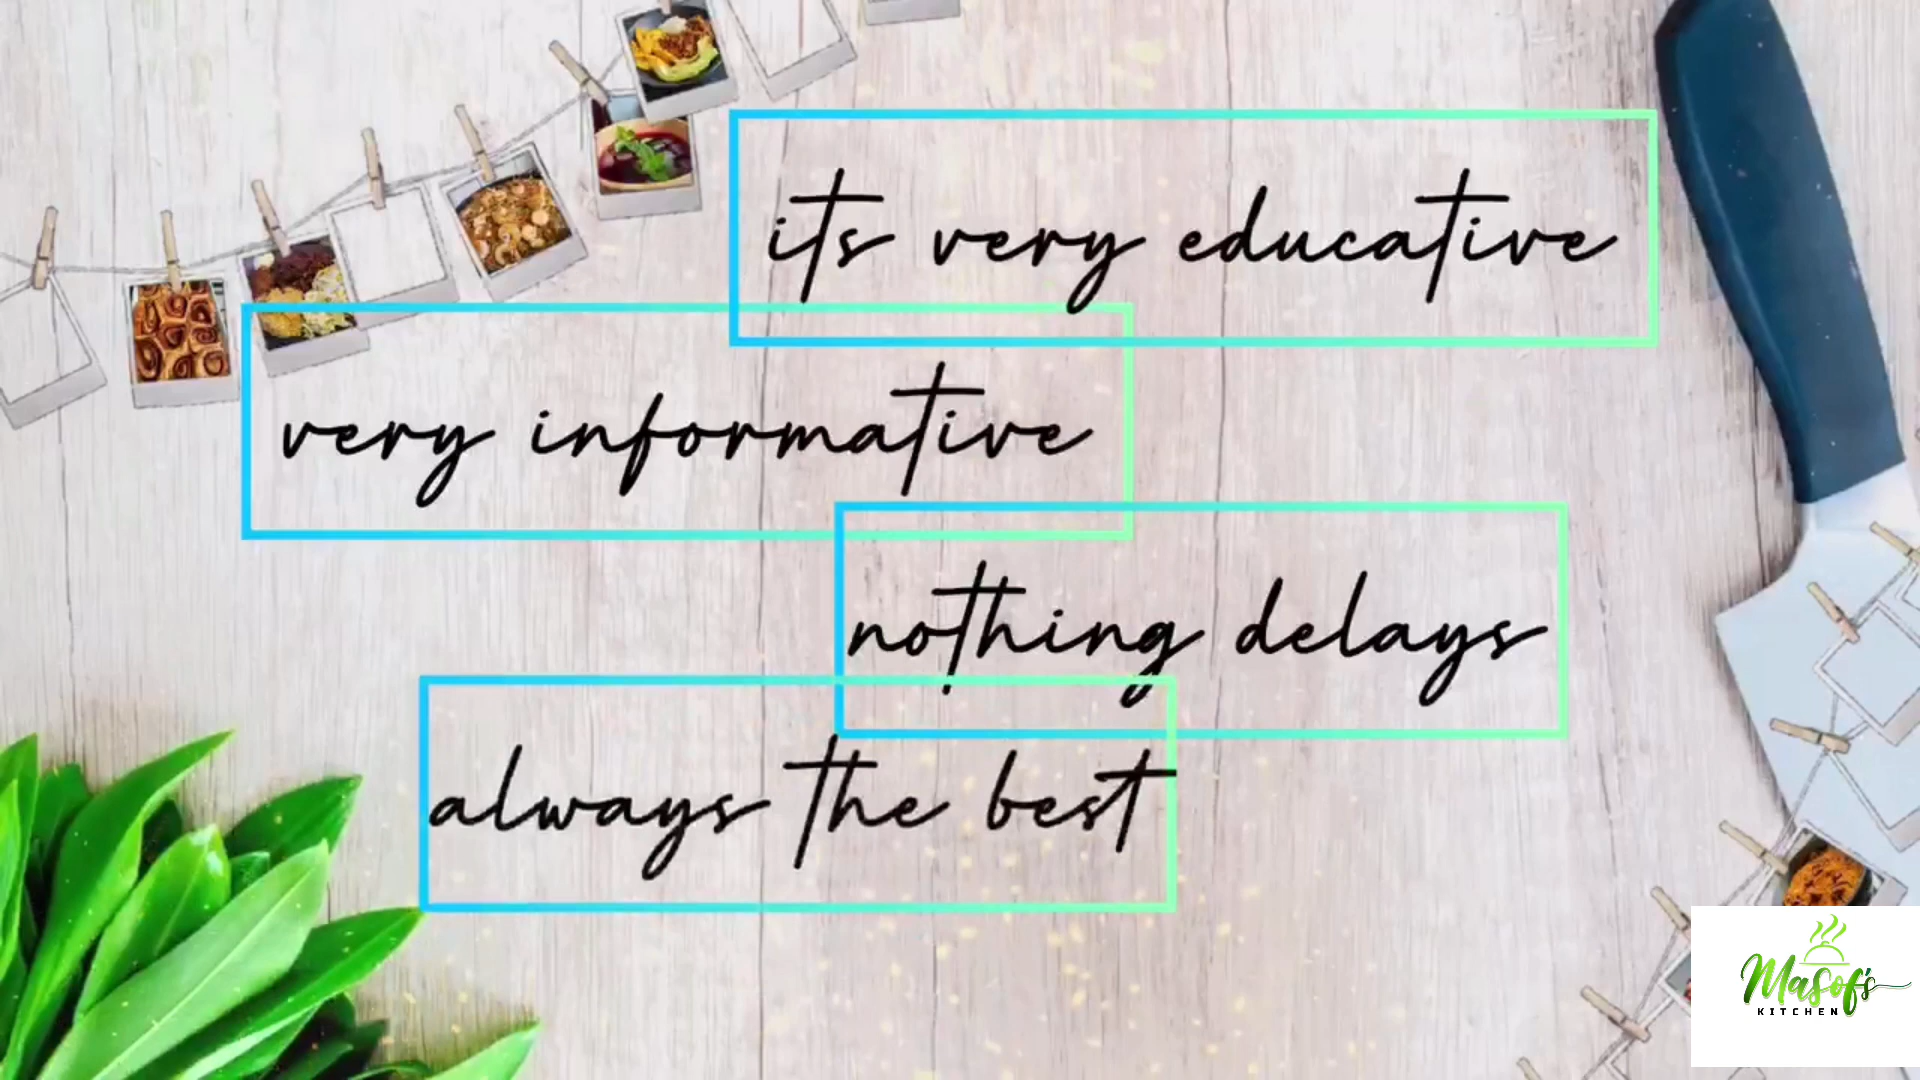 its very educative
very informative
nothing delays
always the best
Masof's
KITCHEN